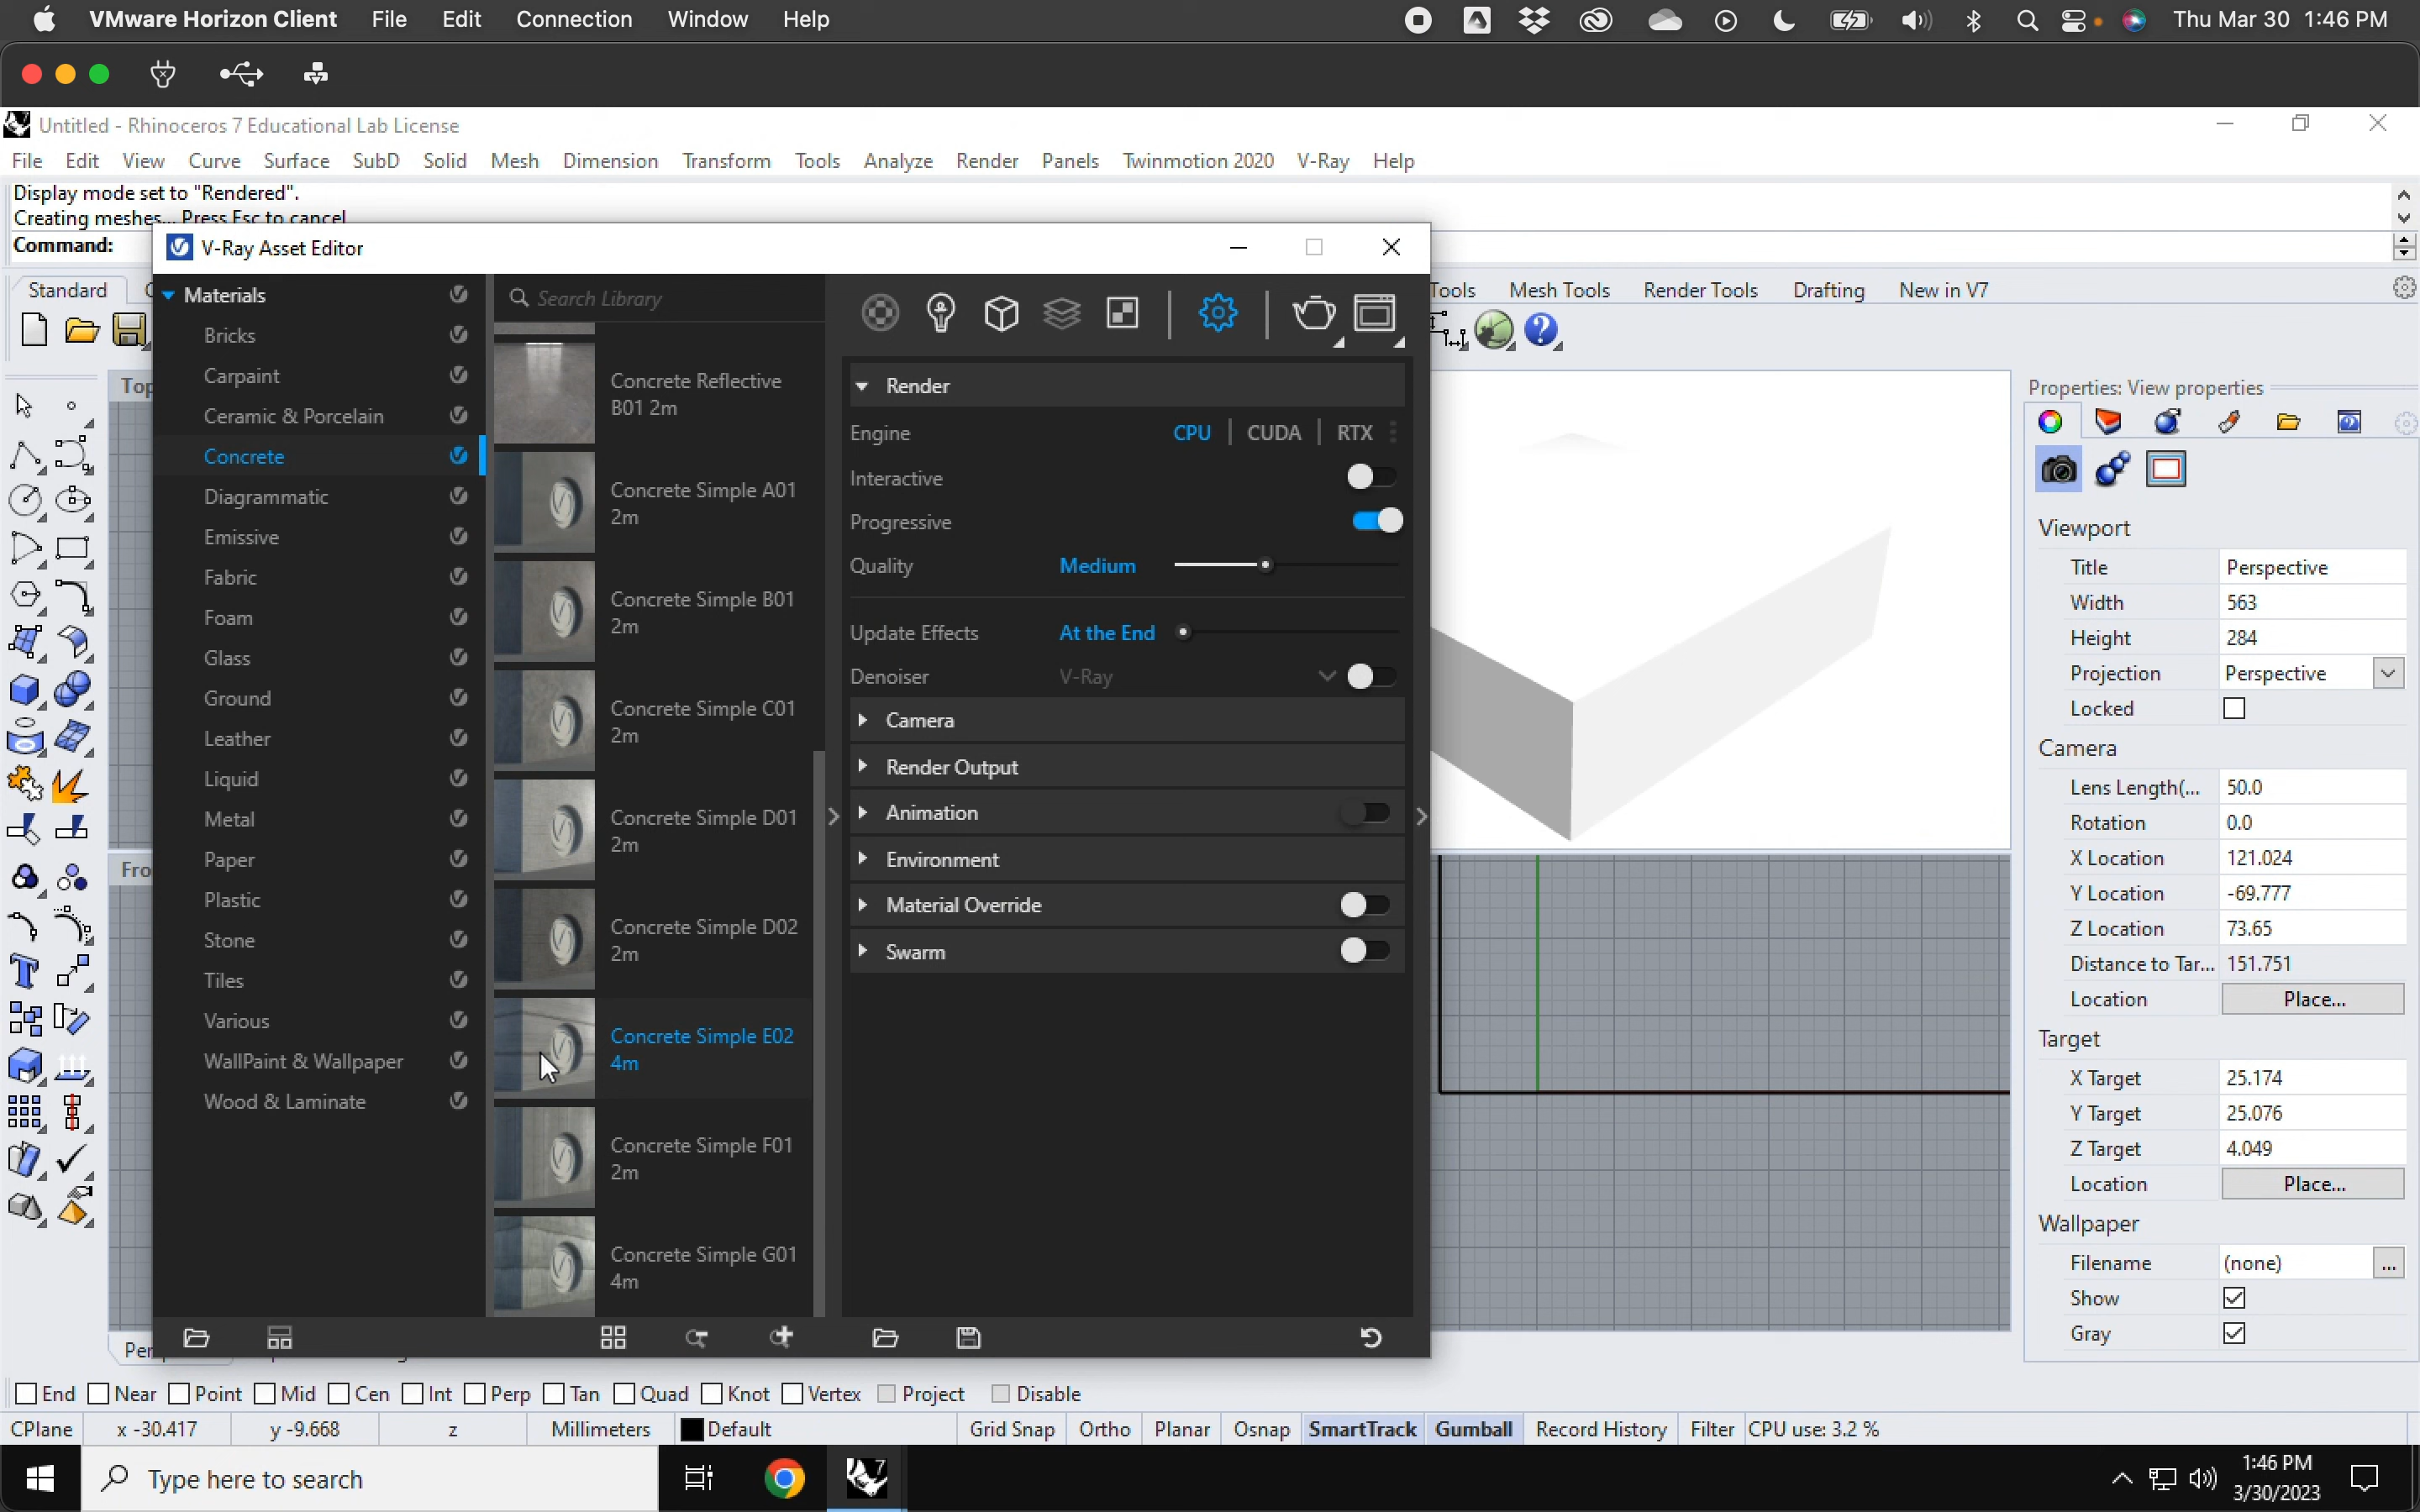 VMware Horizon Client File Edit Connection Window Help Thu Mar 30 1:46 PM
Untitled - Rhinoceros 7 Educational Lab License
File Edit View Curve Surface SubD Solid Mesh Dimension Transform Tools Analyze Render Panels Twinmotion 2020 V-Ray Help
Display mode set to "Rendered".
Creating meshes... Press Esc to cancel
Command:
V-Ray Asset Editor
Standard
Tools Mesh Tools Render Tools Drafting New in V7
Materials
Bricks
Carpaint
Ceramic & Porcelain
Concrete
Diagrammatic
Emissive
Fabric
Foam
Glass
Ground
Leather
Liquid
Metal
Paper
Plastic
Stone
Tiles
Various
WallPaint & Wallpaper
Wood & Laminate
Search Library
Concrete Reflective
B01 2m
Concrete Simple A01
2m
Concrete Simple B01
2m
Concrete Simple C01
2m
Concrete Simple D01
2m
Concrete Simple D02
2m
Concrete Simple E02
4m
Concrete Simple F01
2m
Concrete Simple G01
4m
Render
Engine CPU CUDA RTX
Interactive
Progressive
Quality Medium
Update Effects At the End
Denoiser V-Ray
Camera
Render Output
Animation
Environment
Material Override
Swarm
Top
Fro
Per
Properties: View properties
Viewport
Title Perspective
Width 563
Height 284
Projection Perspective
Locked
Camera
Lens Length(... 50.0
Rotation 0.0
X Location 121.024
Y Location -69.777
Z Location 73.65
Distance to Tar... 151.751
Location Place...
Target
X Target 25.174
Y Target 25.076
Z Target 4.049
Location Place...
Wallpaper
Filename (none) ...
Show
Gray
End Near Point Mid Cen Int Perp Tan Quad Knot Vertex Project Disable
CPlane x -30.417 y -9.668 z Millimeters Default Grid Snap Ortho Planar Osnap SmartTrack Gumball Record History Filter CPU use: 3.2 %
Type here to search
7
1:46 PM
3/30/2023